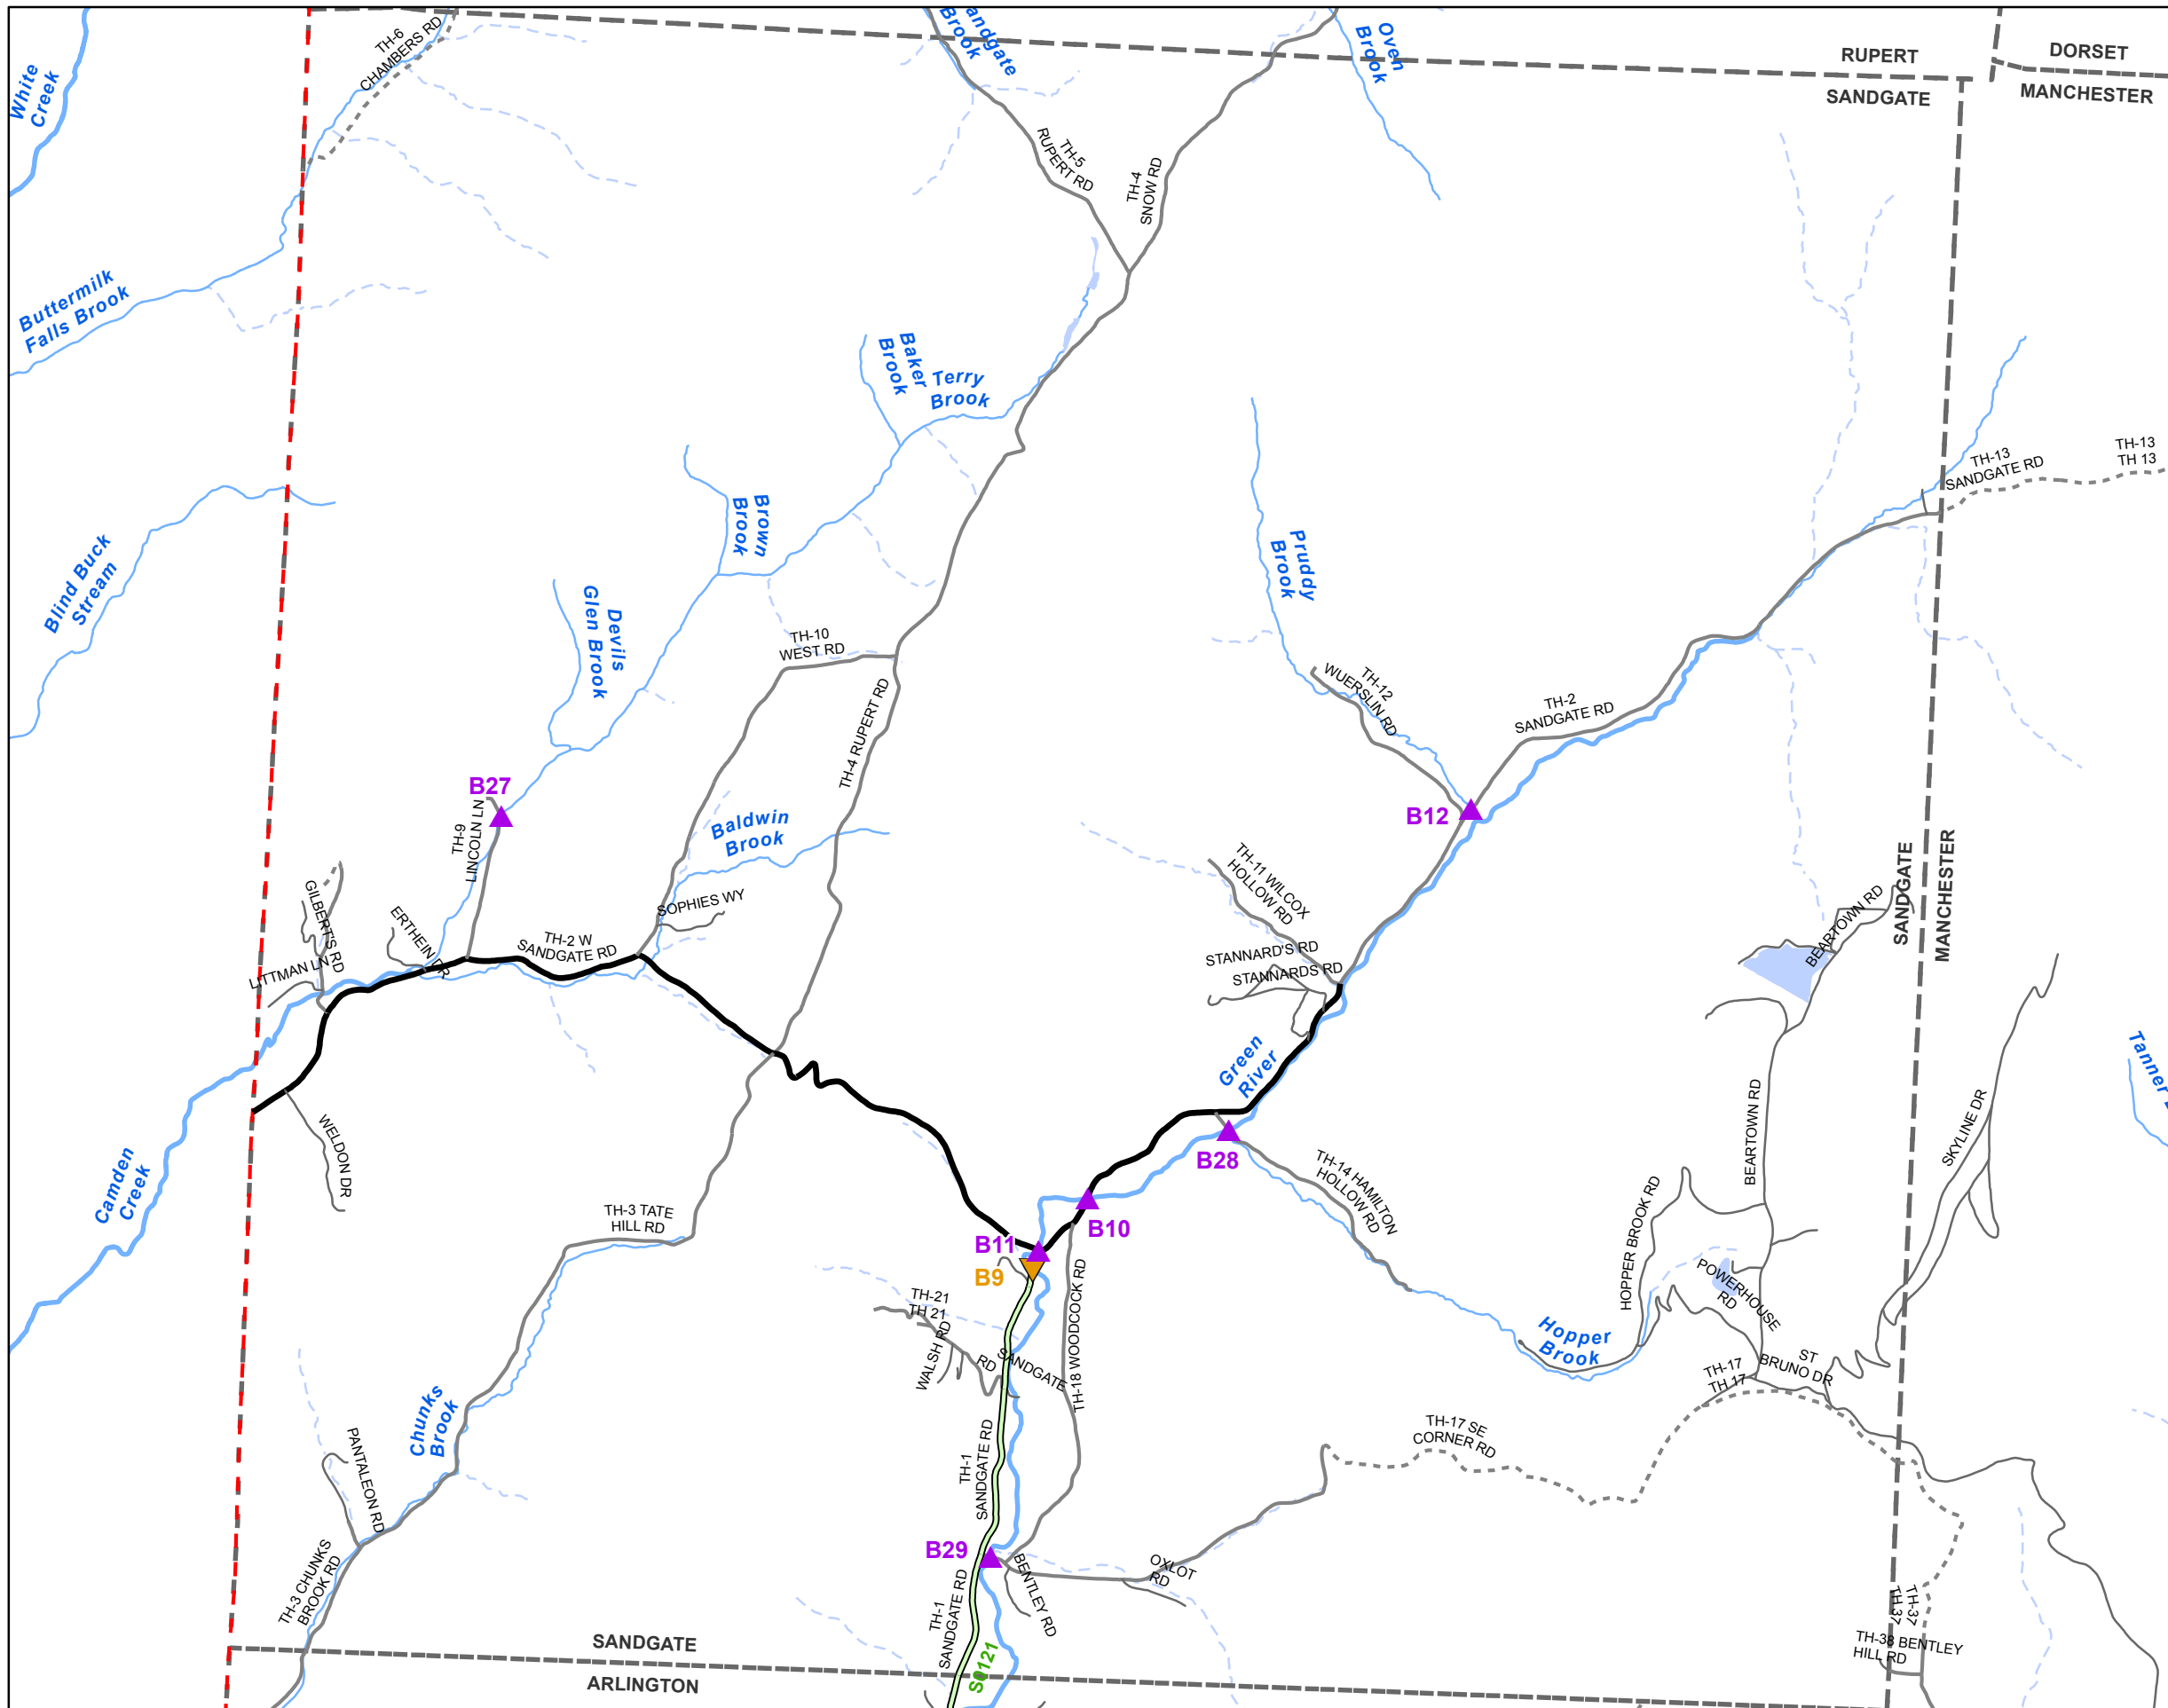 White
Creek
TH-6
CHAMBERS RD
andgate
Brook
Oven
Brook
RUPERT
SANDGATE
DORSET
MANCHESTER
TH-5
RUPERT RD
TH-4
SNOW RD
Buttermilk
Falls Brook
Baker
Brook
Terry
Brook
TH-13
SANDGATE RD
TH-13
TH 13
Blind Buck
Stream
Brown
Brook
Devils
Glen Brook
Pruddy
Brook
TH-10
WEST RD
TH-4 RUPERT RD
TH-12
WUERSLIN RD
TH-2
SANDGATE RD
B27
TH-9
LINCOLN LN
Baldwin
Brook
B12
SANDGATE
MANCHESTER
GILBERT'S RD
ERTHEIN DR
LITTMAN LN
TH-2 W
SANDGATE RD
SOPHIES WY
TH-11 WILCOX
HOLLOW RD
STANNARD'S RD
STANNARDS RD
BEARTOWN RD
Green
River
Tanner
WELDON DR
Camden
Creek
B28
BEARTOWN RD
SKYLINE DR
TH-3 TATE
HILL RD
B10
B11
B9
TH-14 HAMILTON
HOLLOW RD
HOPPER BROOK RD
POWERHOUSE
RD
TH-21
TH 21
WALSH RD
SANDGATE
RD
TH-18 WOODCOCK RD
Hopper
Brook
TH-17
TH 17
ST
BRUNO DR
Chunks
Brook
PANTALEON RD
TH-1
SANDGATE RD
TH-17 SE
CORNER RD
B29
BENTLEY RD
OXLOT
RD
TH-3 CHUNKS
BROOK RD
TH-1
SANDGATE RD
S0121
TH-37
TH-37
TH-38 BENTLEY
HILL RD
SANDGATE
ARLINGTON